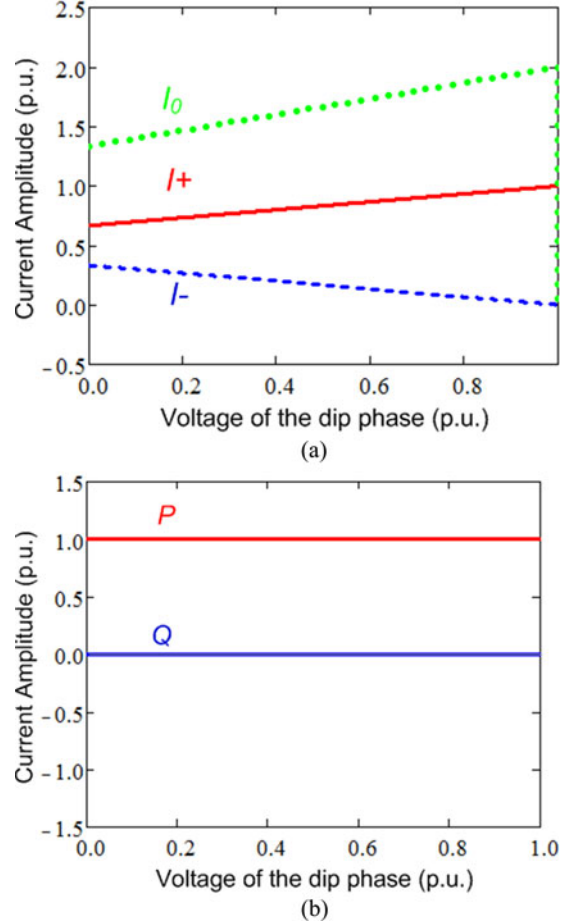 2.5
2.0
1.5
1.0
0.5
0.0
-0.5
I0
I+
I-
Current Amplitude (p.u.)
0.0 0.2 0.4 0.6 0.8
Voltage of the dip phase (p.u.)
(a)
1.5
1.0
0.5
0.0
-0.5
-1.0
-1.5
P
Q
Current Amplitude (p.u.)
0.0 0.2 0.4 0.6 0.8 1.0
Voltage of the dip phase (p.u.)
(b)